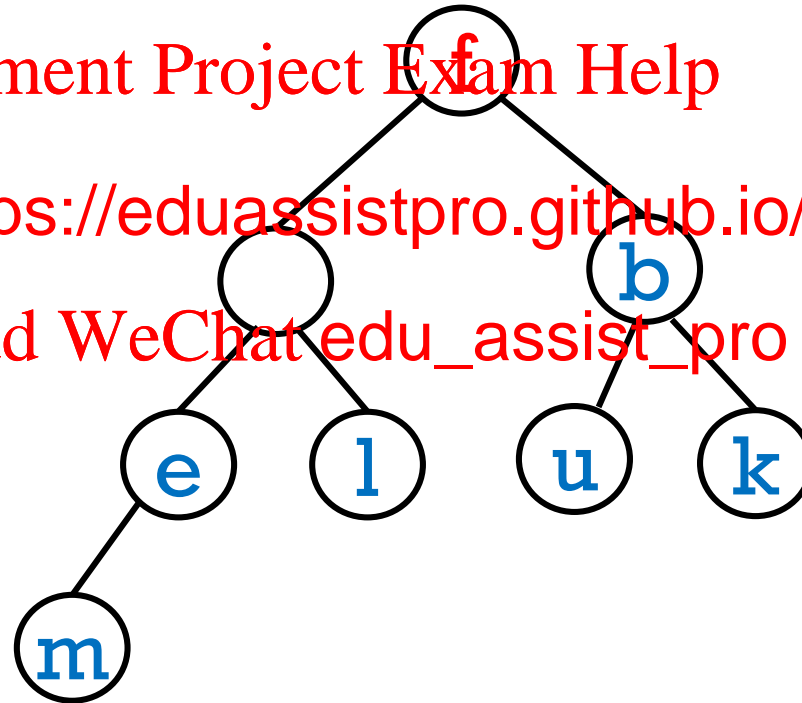 f
ment Project Exam Help
ps://eduassistpro.github.io/
b
d WeChat edu_assist_pro
e l u k
m